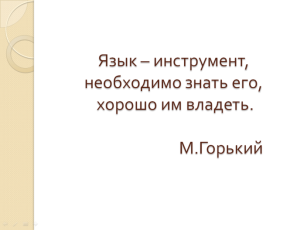 Язык – инструмент,
необходимо знать его,
хорошо им владеть.
М.Горький